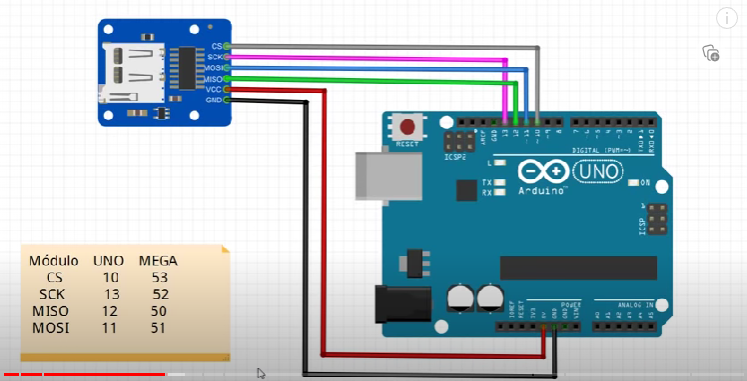 CS
SCK
MOSI
MISO
VCC
GND
RESET
ICSP2
AREF
GND
13
12
~11
~10
~9
8
7
~6
~5
4
~3
2
TX→1
RX←0
DIGITAL (PWM=~)
L
TX
RX
UNO
Arduino™
ON
ICSP
1
POWER
ANALOG IN
IOREF
RESET
3V3
5V
GND
GND
VIN
A0
A1
A2
A3
A4
A5
Módulo UNO MEGA
CS 10 53
SCK 13 52
MISO 12 50
MOSI 11 51